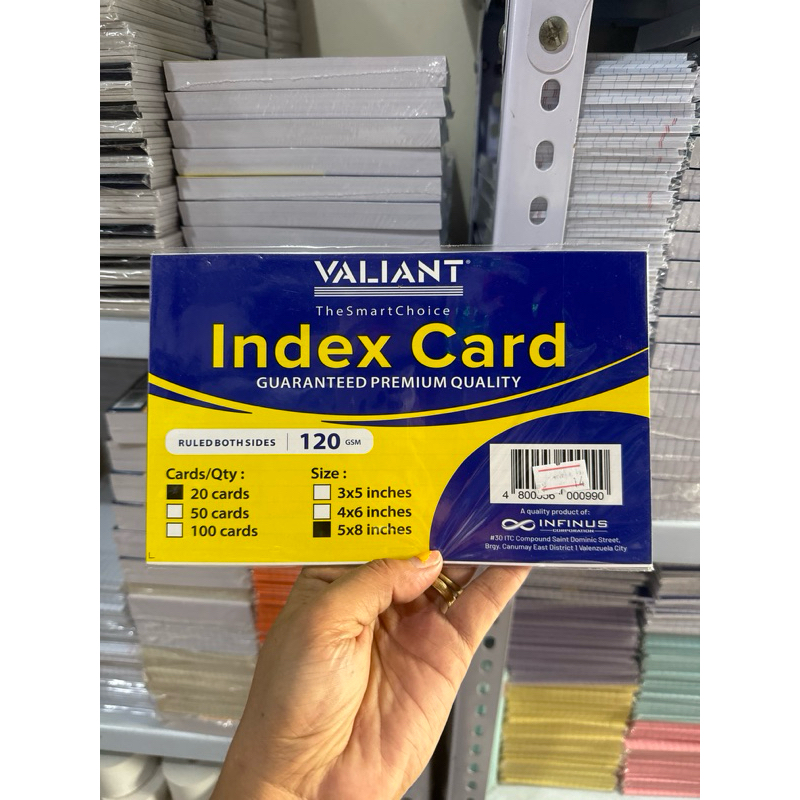 VALIANT®
TheSmartChoice
Index Card
GUARANTEED PREMIUM QUALITY
RULED BOTH SIDES | 120 GSM
Cards/Qty :
20 cards
50 cards
100 cards
Size :
3x5 inches
4x6 inches
5x8 inches
000990
A quality product of:
INFINUS
CORPORATION
#30 ITC Compound Saint Dominic Street,
Brgy. Canumay East District 1 Valenzuela City